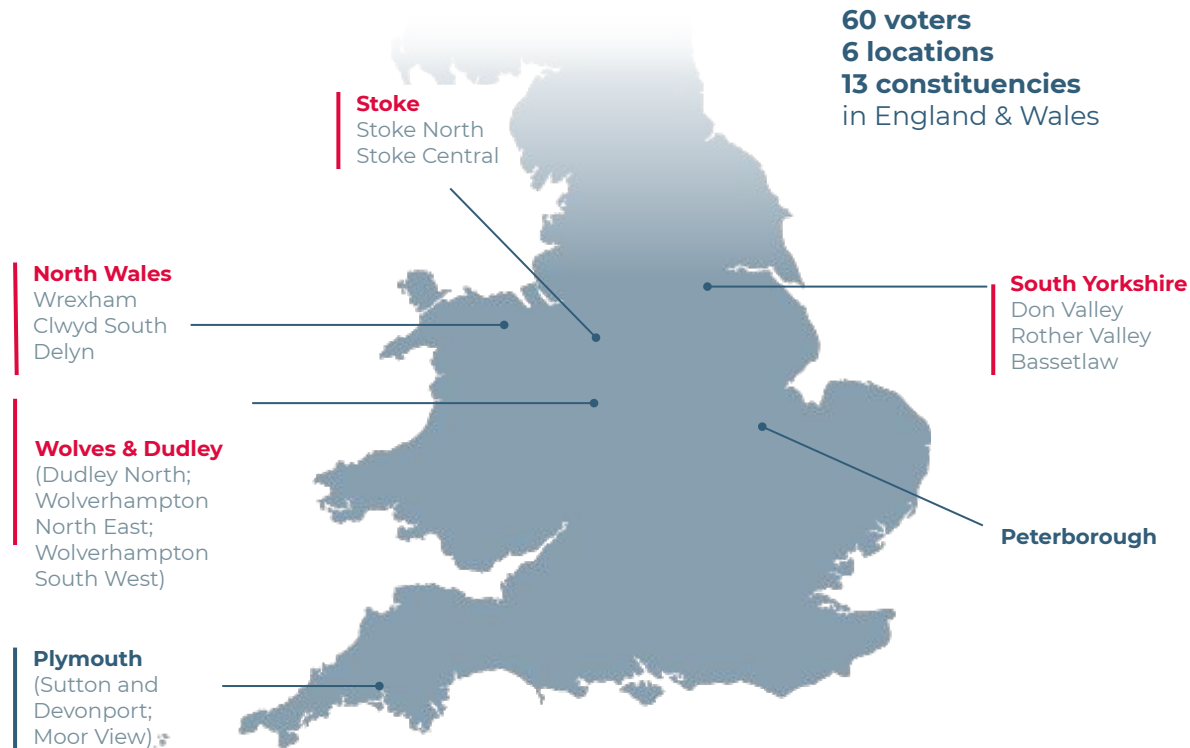 60 voters
6 locations
13 constituencies
in England & Wales
Stoke
Stoke North
Stoke Central
North Wales
Wrexham
Clwyd South
Delyn
South Yorkshire
Don Valley
Rother Valley
Bassetlaw
Wolves & Dudley
(Dudley North;
Wolverhampton
North East;
Wolverhampton
South West)
Peterborough
Plymouth
(Sutton and
Devonport;
Moor View)